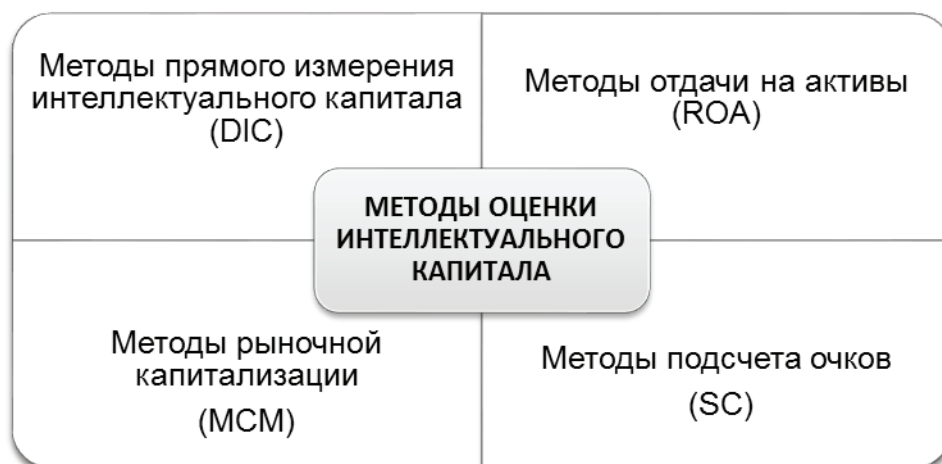 Методы прямого измерения
интеллектуального капитала
(DIC)
Методы отдачи на активы
(ROA)
МЕТОДЫ ОЦЕНКИ
ИНТЕЛЛЕКТУАЛЬНОГО
КАПИТАЛА
Методы рыночной
капитализации
(MCM)
Методы подсчета очков
(SC)